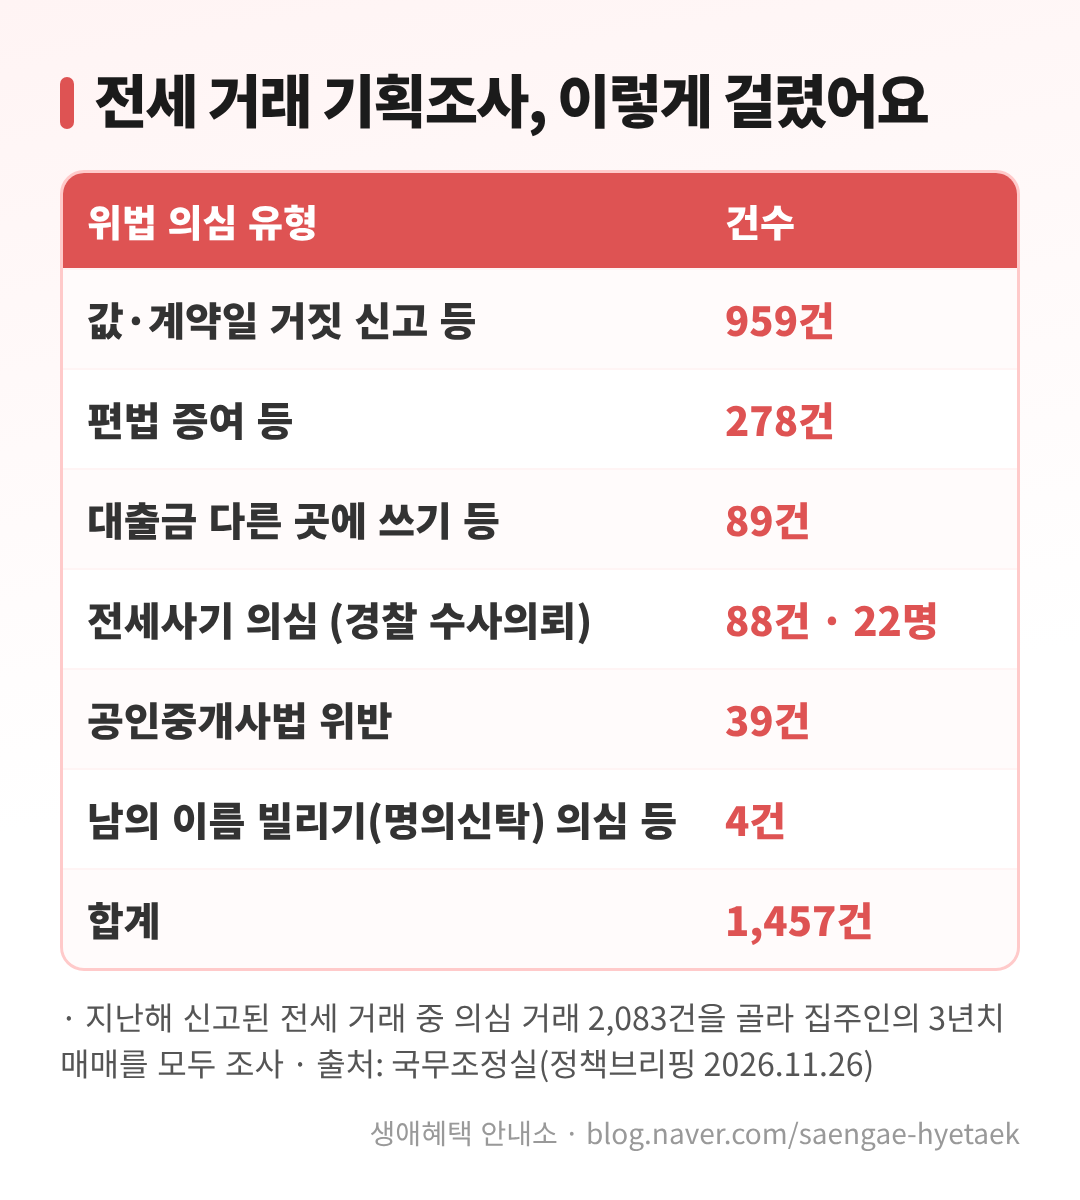 전세 거래 기획조사, 이렇게 걸렸어요
위법 의심 유형 건수
값·계약일 거짓 신고 등 959건
편법 증여 등 278건
대출금 다른 곳에 쓰기 등 89건
전세사기 의심 (경찰 수사의뢰) 88건 · 22명
공인중개사법 위반 39건
남의 이름 빌리기(명의신탁) 의심 등 4건
합계 1,457건
· 지난해 신고된 전세 거래 중 의심 거래 2,083건을 골라 집주인의 3년치
매매를 모두 조사 · 출처: 국무조정실(정책브리핑 2026.11.26)
생애혜택 안내소 · blog.naver.com/saengae-hyetaek